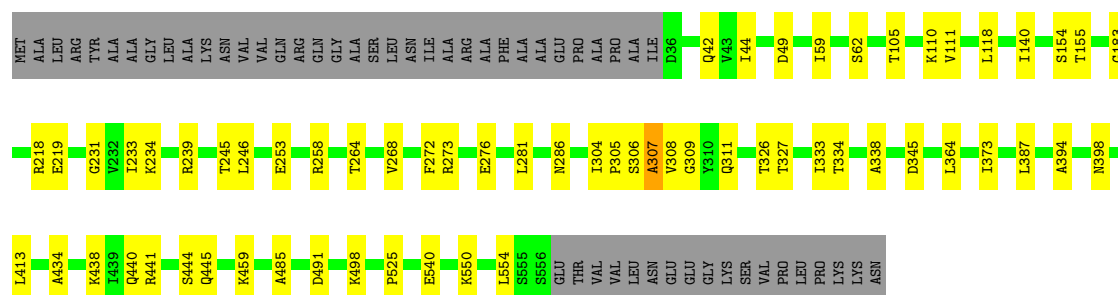 MET ALA LEU ARG TYR ALA ALA GLY LEU ALA LYS ASN VAL VAL GLN ARG GLN GLY ALA SER LEU ASN ILE ALA ARG ALA PHE ALA ALA GLU PRO ALA PRO ALA ILE D36 Q42 V43 I44 D49 I59 S62 T105 K110 V111 L118 I140 S154 T155
R218 E219 G231 V232 I233 K234 R239 T245 L246 E253 R258 T264 V268 F272 R273 E276 L281 N286 I304 P305 S306 A307 V308 G309 Y310 Q311 T326 T327 I333 T334 A338 D345 L364 I373 L387 A394 N398
L413 A434 K438 I439 Q440 R441 S444 Q445 K459 A485 D491 K498 P525 E540 K550 L554 S555 S556 GLU THR VAL VAL LEU ASN GLU GLU GLY LYS SER VAL PRO LEU PRO LYS LYS ASN